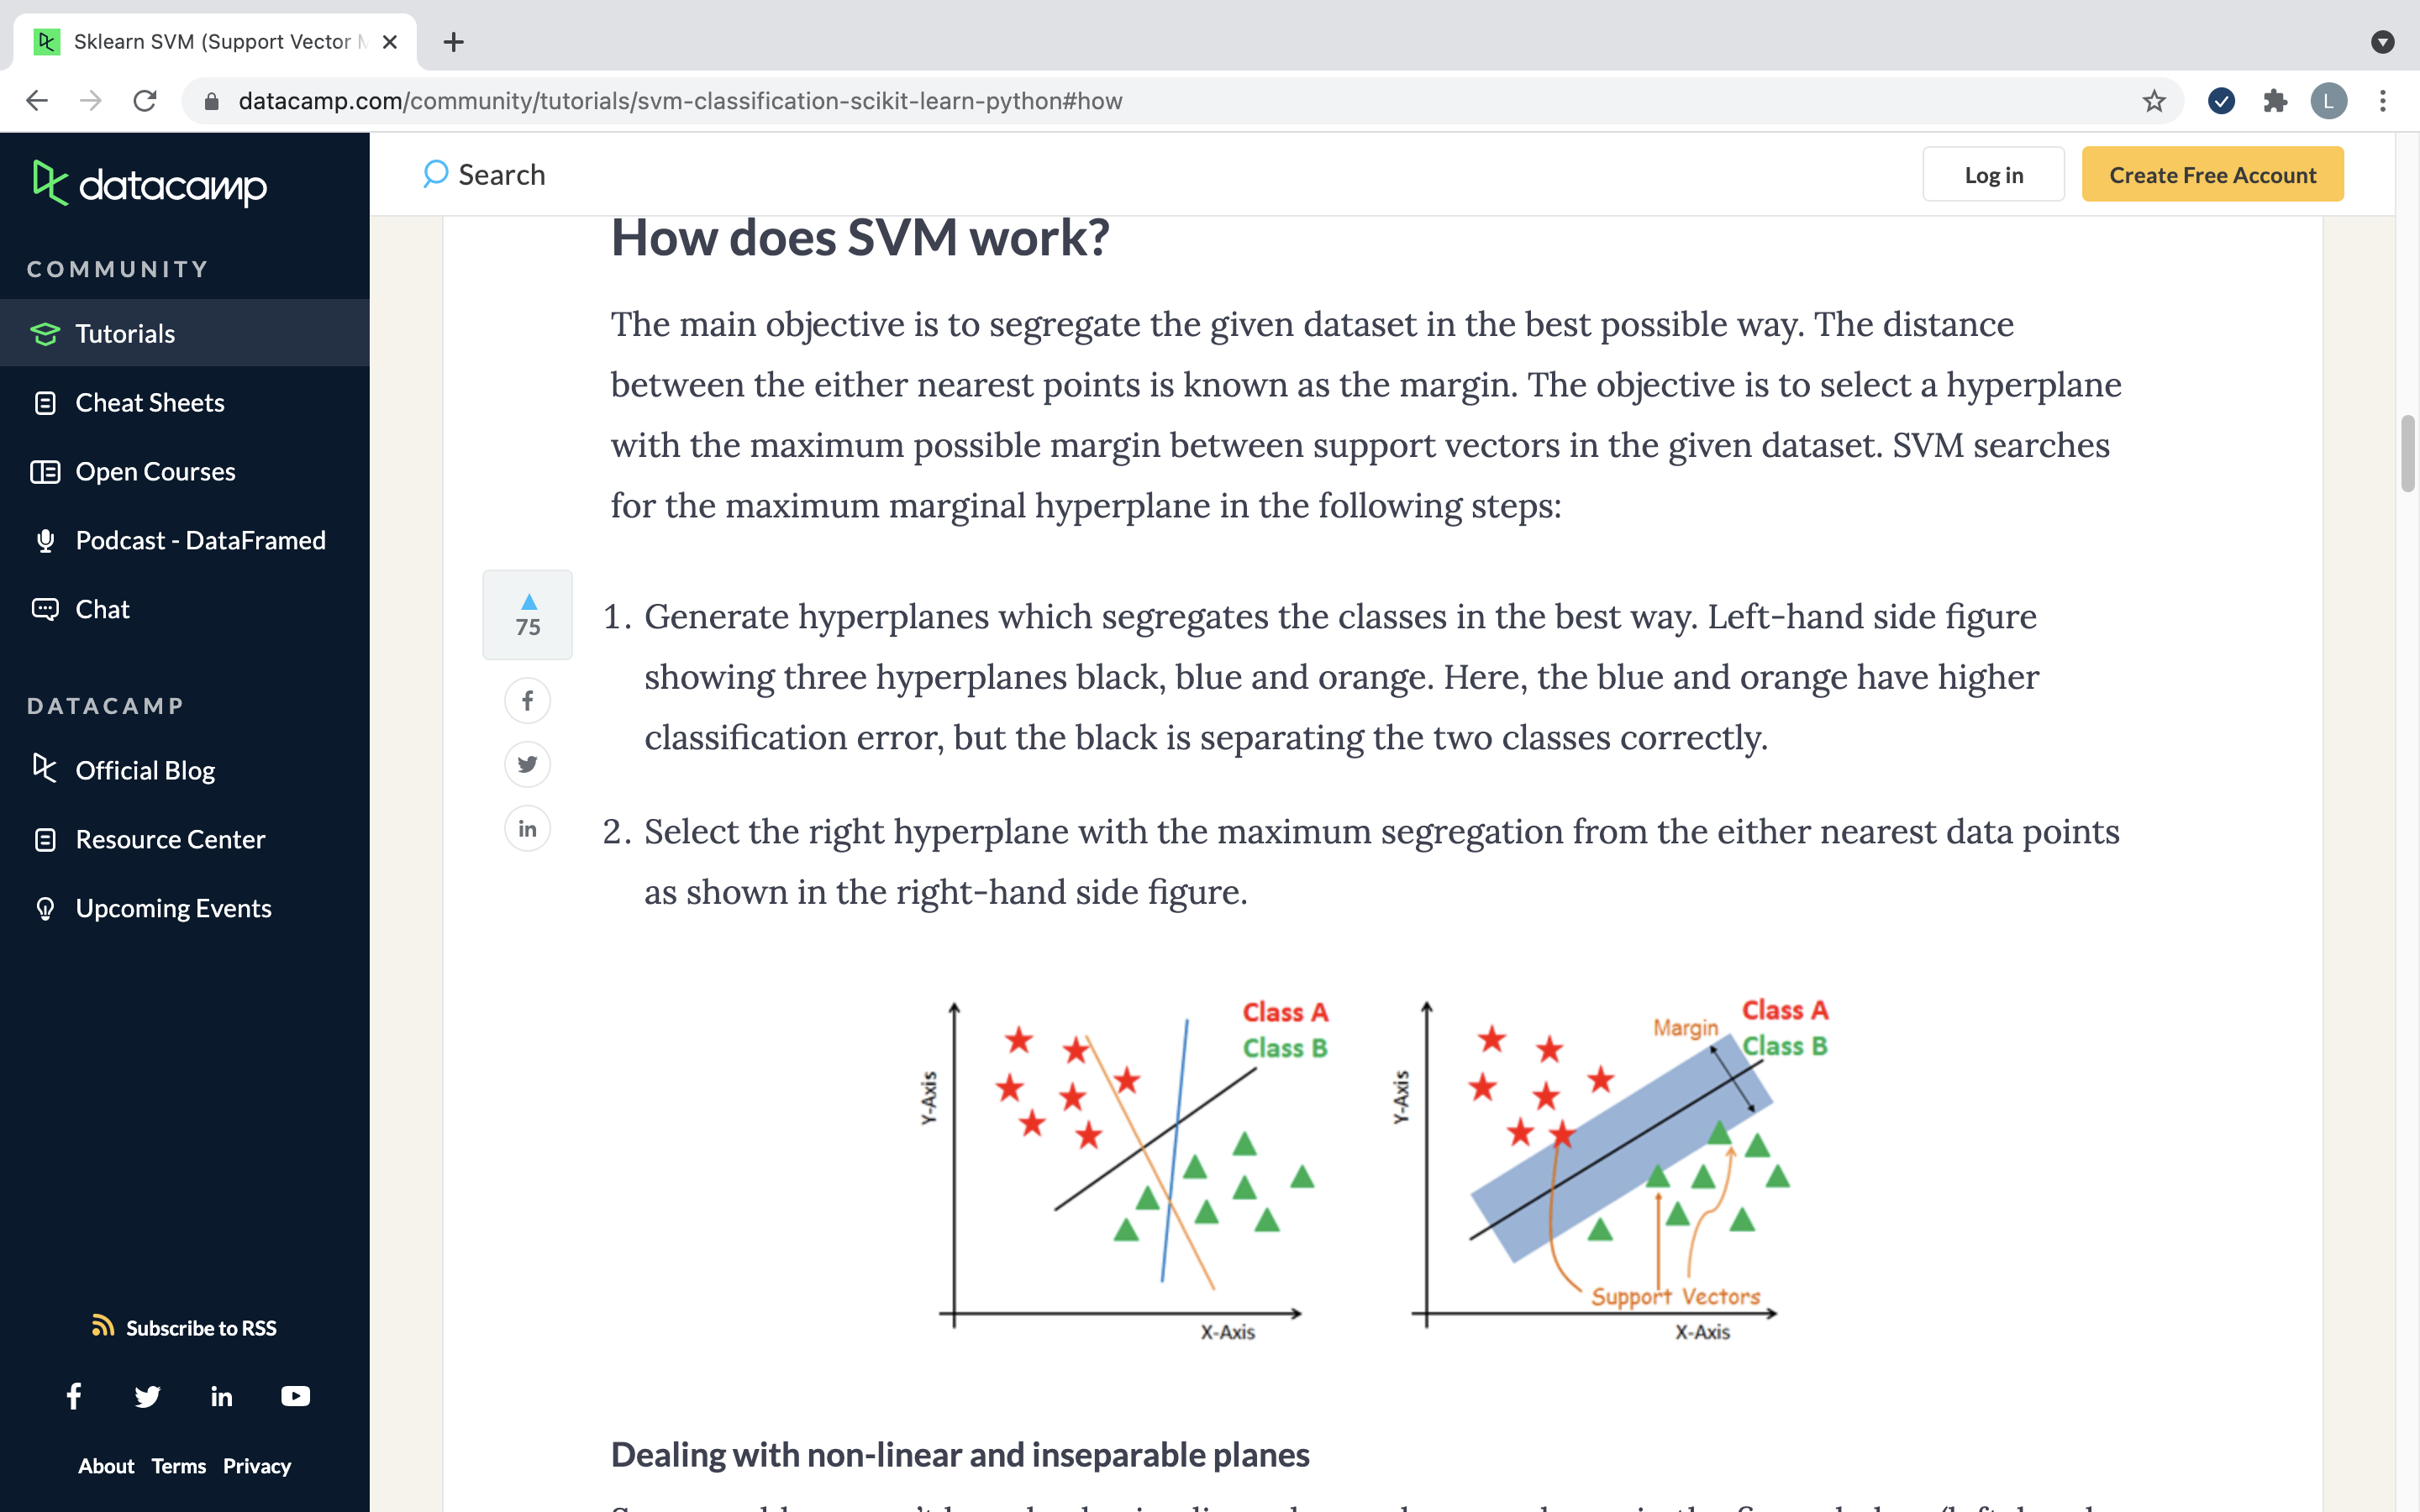 Sklearn SVM (Support Vector
datacamp.com/community/tutorials/svm-classification-scikit-learn-python#how
L
datacamp
COMMUNITY
Tutorials
Cheat Sheets
Open Courses
Podcast - DataFramed
Chat
DATACAMP
Official Blog
Resource Center
Upcoming Events
Subscribe to RSS
About Terms Privacy
Search
Log in
Create Free Account
How does SVM work?
The main objective is to segregate the given dataset in the best possible way. The distance
between the either nearest points is known as the margin. The objective is to select a hyperplane
with the maximum possible margin between support vectors in the given dataset. SVM searches
for the maximum marginal hyperplane in the following steps:
75
1. Generate hyperplanes which segregates the classes in the best way. Left-hand side figure
showing three hyperplanes black, blue and orange. Here, the blue and orange have higher
classification error, but the black is separating the two classes correctly.
2. Select the right hyperplane with the maximum segregation from the either nearest data points
as shown in the right-hand side figure.
Class A
Class B
Y-Axis
X-Axis
Class A
Margin
Class B
Y-Axis
Support Vectors
X-Axis
Dealing with non-linear and inseparable planes